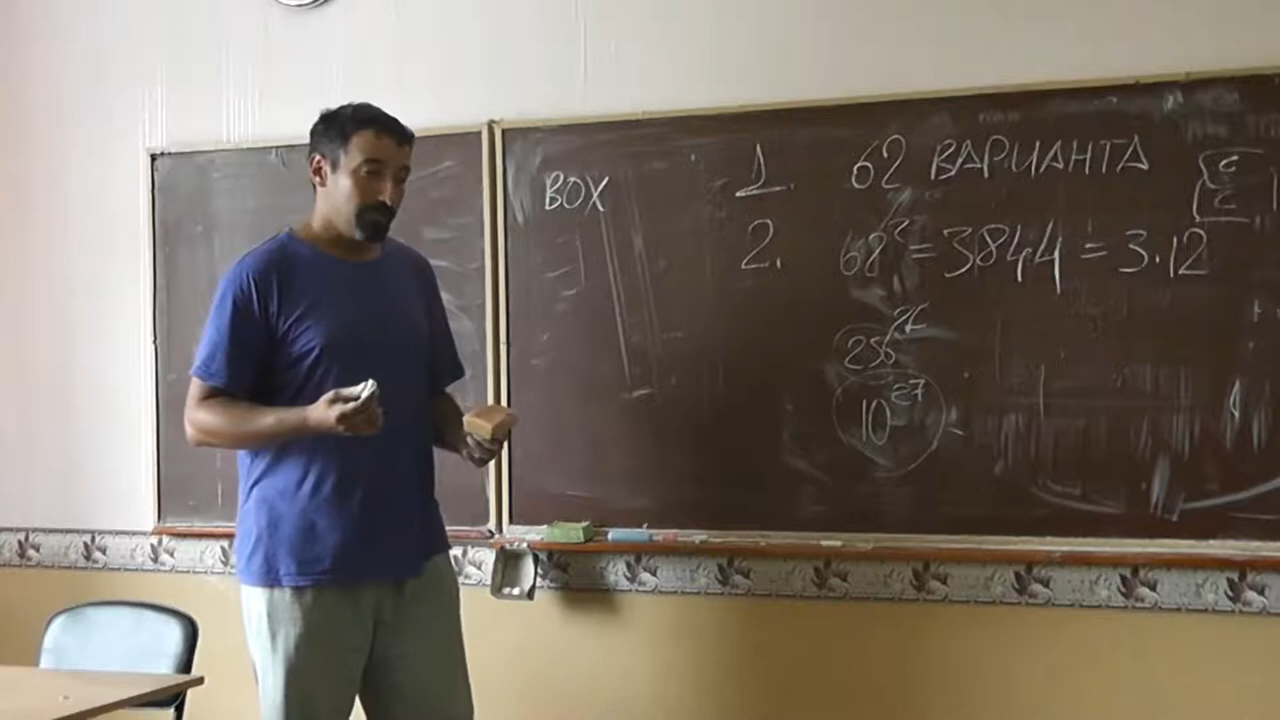 BOX
1. 62 ВАРИАНТА
2. 62² = 3844 = 3.12
256
10²⁷